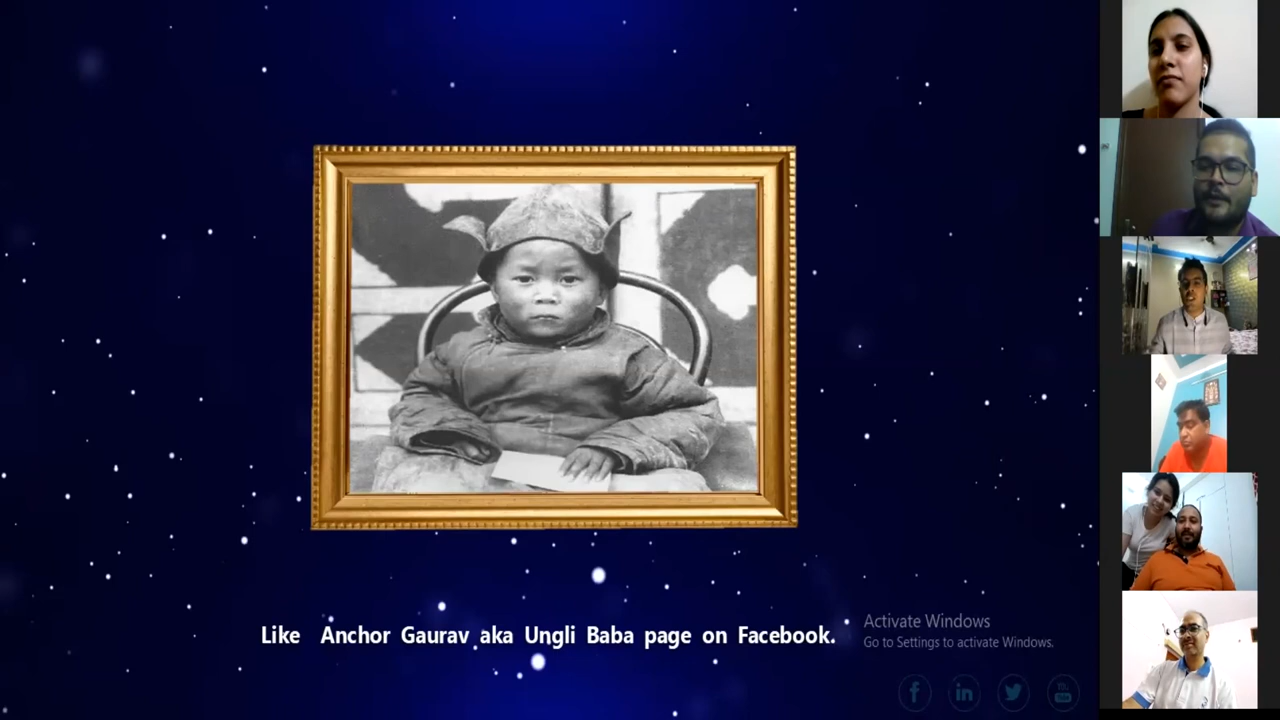 Like Anchor Gaurav aka Ungli Baba page on Facebook.
Activate Windows
Go to Settings to activate Windows.